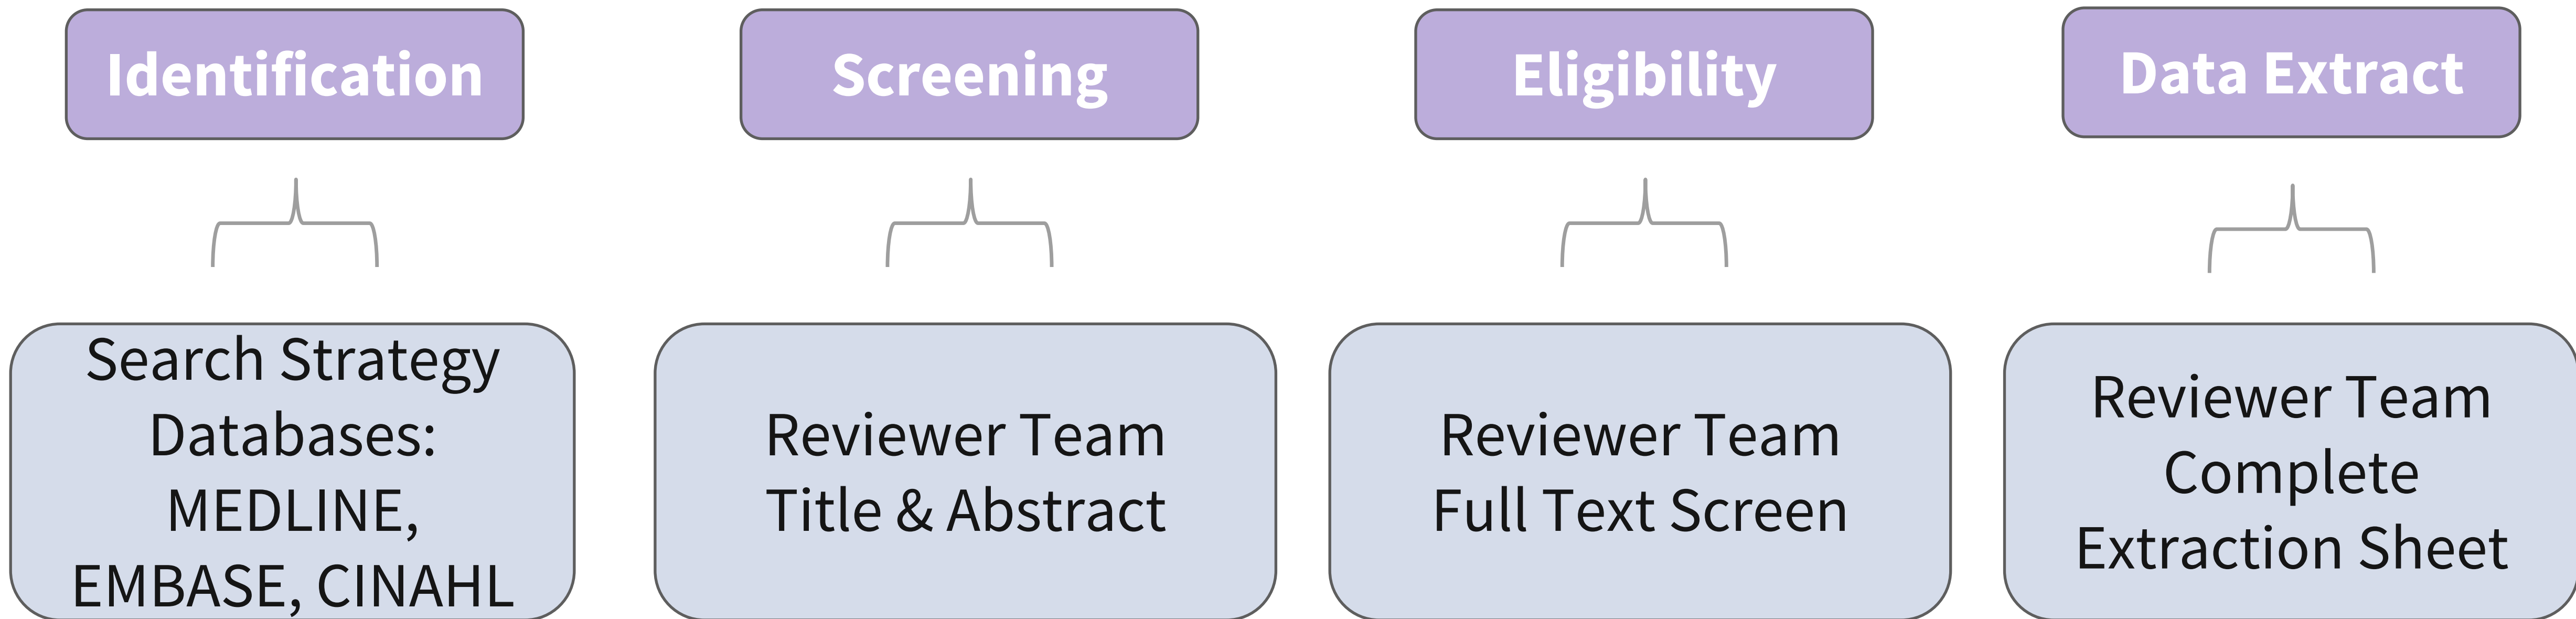 Identification
Search Strategy
Databases:
MEDLINE,
EMBASE, CINAHL
Screening
Reviewer Team
Title & Abstract
Eligibility
Reviewer Team
Full Text Screen
Data Extract
Reviewer Team
Complete
Extraction Sheet